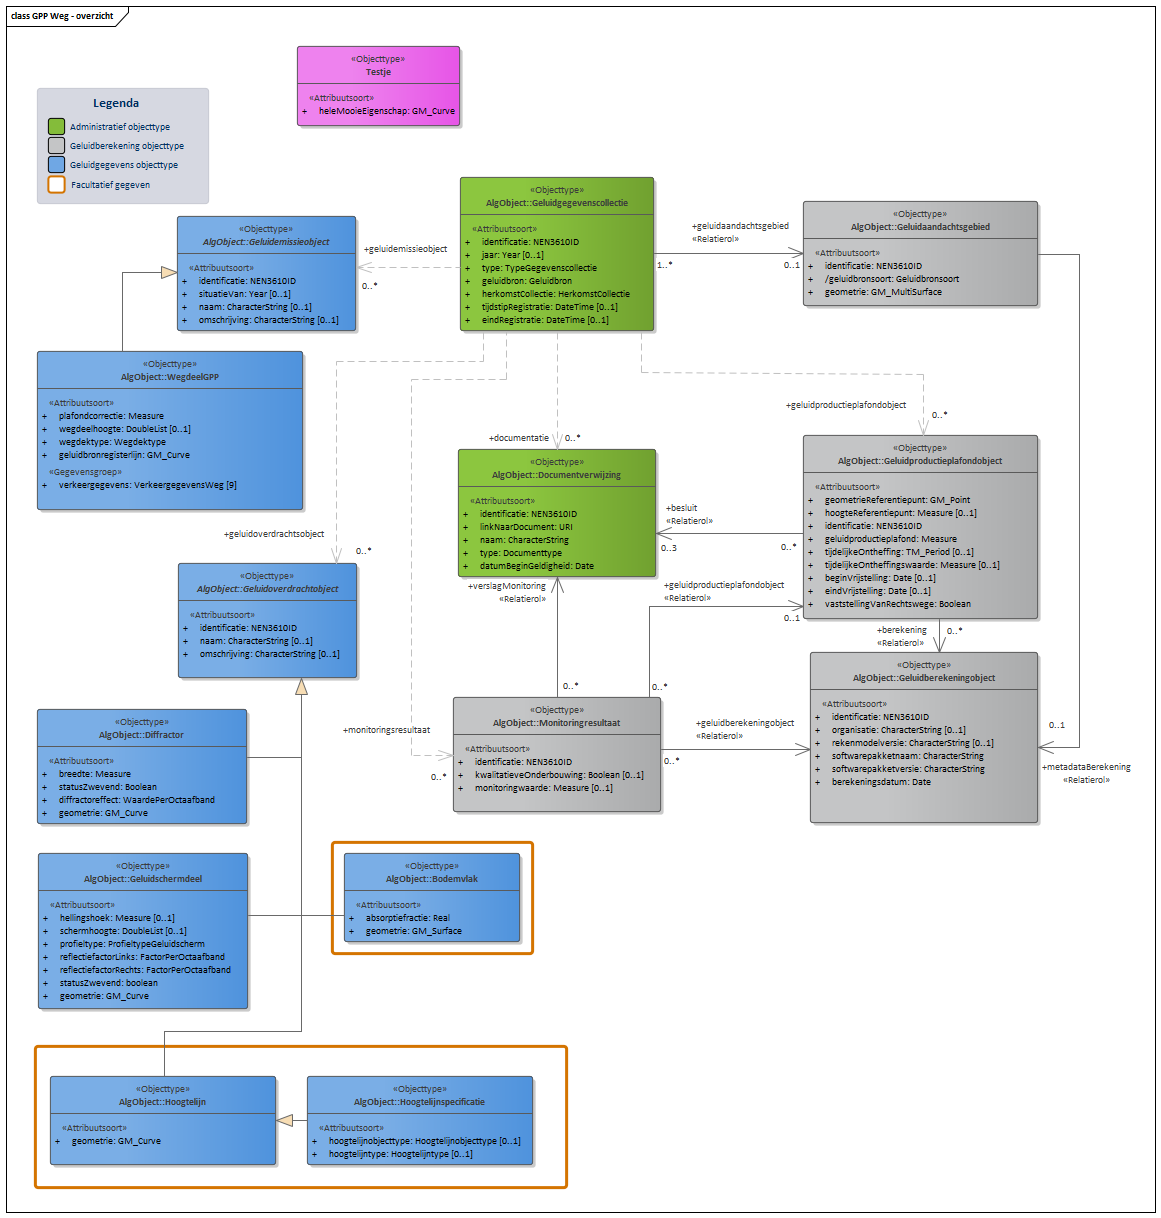 class GPP Weg - overzicht
«Objecttype»
Testje
«Attribuutsoort»
+ heleMooieEigenschap: GM_Curve
Legenda
Administratief objecttype
Geluidberekening objecttype
Geluidgegevens objecttype
Facultatief gegeven
«Objecttype»
AlgObject::Geluidgegevenscollectie
«Attribuutsoort»
+ identificatie: NEN3610ID
+ jaar: Year [0..1]
+ type: TypeGegevenscollectie
+ geluidbron: Geluidbron
+ herkomstCollectie: HerkomstCollectie
+ tijdstipRegistratie: DateTime [0..1]
+ eindRegistratie: DateTime [0..1]
+geluidaandachtsgebied
«Relatierol»
1..*
0..1
«Objecttype»
AlgObject::Geluidaandachtsgebied
«Attribuutsoort»
+ identificatie: NEN3610ID
+ /geluidbronsoort: Geluidbronsoort
+ geometrie: GM_MultiSurface
«Objecttype»
AlgObject::Geluidemissieobject
«Attribuutsoort»
+ identificatie: NEN3610ID
+ situatieVan: Year [0..1]
+ naam: CharacterString [0..1]
+ omschrijving: CharacterString [0..1]
+geluidemissieobject
0..*
«Objecttype»
AlgObject::WegdeelGPP
«Attribuutsoort»
+ plafondcorrectie: Measure
+ wegdeelhoogte: DoubleList [0..1]
+ wegdektype: Wegdektype
+ geluidbronregisterlijn: GM_Curve
«Gegevensgroep»
+ verkeergegevens: VerkeergegevensWeg [9]
+geluidproductieplafondobject
0..*
+documentatie
0..*
«Objecttype»
AlgObject::Documentverwijzing
«Attribuutsoort»
+ identificatie: NEN3610ID
+ linkNaarDocument: URI
+ naam: CharacterString
+ type: Documenttype
+ datumBeginGeldigheid: Date
+besluit
«Relatierol»
0..3
0..*
«Objecttype»
AlgObject::Geluidproductieplafondobject
«Attribuutsoort»
+ geometrieReferentiepunt: GM_Point
+ hoogteReferentiepunt: Measure [0..1]
+ identificatie: NEN3610ID
+ geluidproductieplafond: Measure
+ tijdelijkeOntheffing: TM_Period [0..1]
+ tijdelijkeOntheffingswaarde: Measure [0..1]
+ beginVrijstelling: Date [0..1]
+ eindVrijstelling: Date [0..1]
+ vaststellingVanRechtswege: Boolean
+geluidoverdrachtsobject
0..*
«Objecttype»
AlgObject::Geluidoverdrachtobject
«Attribuutsoort»
+ identificatie: NEN3610ID
+ naam: CharacterString [0..1]
+ omschrijving: CharacterString [0..1]
+verslagMonitoring
«Relatierol»
0..*
+geluidproductieplafondobject
«Relatierol»
0..1
0..*
+berekening
«Relatierol»
0..*
«Objecttype»
AlgObject::Geluidberekeningobject
«Attribuutsoort»
+ identificatie: NEN3610ID
+ organisatie: CharacterString [0..1]
+ rekenmodelversie: CharacterString [0..1]
+ softwarepakketnaam: CharacterString
+ softwarepakketversie: CharacterString
+ berekeningsdatum: Date
0..1
+metadataBerekening
«Relatierol»
+monitoringsresultaat
0..*
«Objecttype»
AlgObject::Monitoringresultaat
«Attribuutsoort»
+ identificatie: NEN3610ID
+ kwalitatieveOnderbouwing: Boolean [0..1]
+ monitoringwaarde: Measure [0..1]
+geluidberekeningobject
«Relatierol»
0..*
«Objecttype»
AlgObject::Diffractor
«Attribuutsoort»
+ breedte: Measure
+ statusZwevend: Boolean
+ diffractoreffect: WaardePerOctaafband
+ geometrie: GM_Curve
«Objecttype»
AlgObject::Geluidschermdeel
«Attribuutsoort»
+ hellingshoek: Measure [0..1]
+ schermhoogte: DoubleList [0..1]
+ profieltype: ProfieltypeGeluidscherm
+ reflectiefactorLinks: FactorPerOctaafband
+ reflectiefactorRechts: FactorPerOctaafband
+ statusZwevend: boolean
+ geometrie: GM_Curve
«Objecttype»
AlgObject::Bodemvlak
«Attribuutsoort»
+ absorptiefractie: Real
+ geometrie: GM_Surface
«Objecttype»
AlgObject::Hoogtelijn
«Attribuutsoort»
+ geometrie: GM_Curve
«Objecttype»
AlgObject::Hoogtelijnspecificatie
«Attribuutsoort»
+ hoogtelijnobjecttype: Hoogtelijnobjecttype [0..1]
+ hoogtelijntype: Hoogtelijntype [0..1]